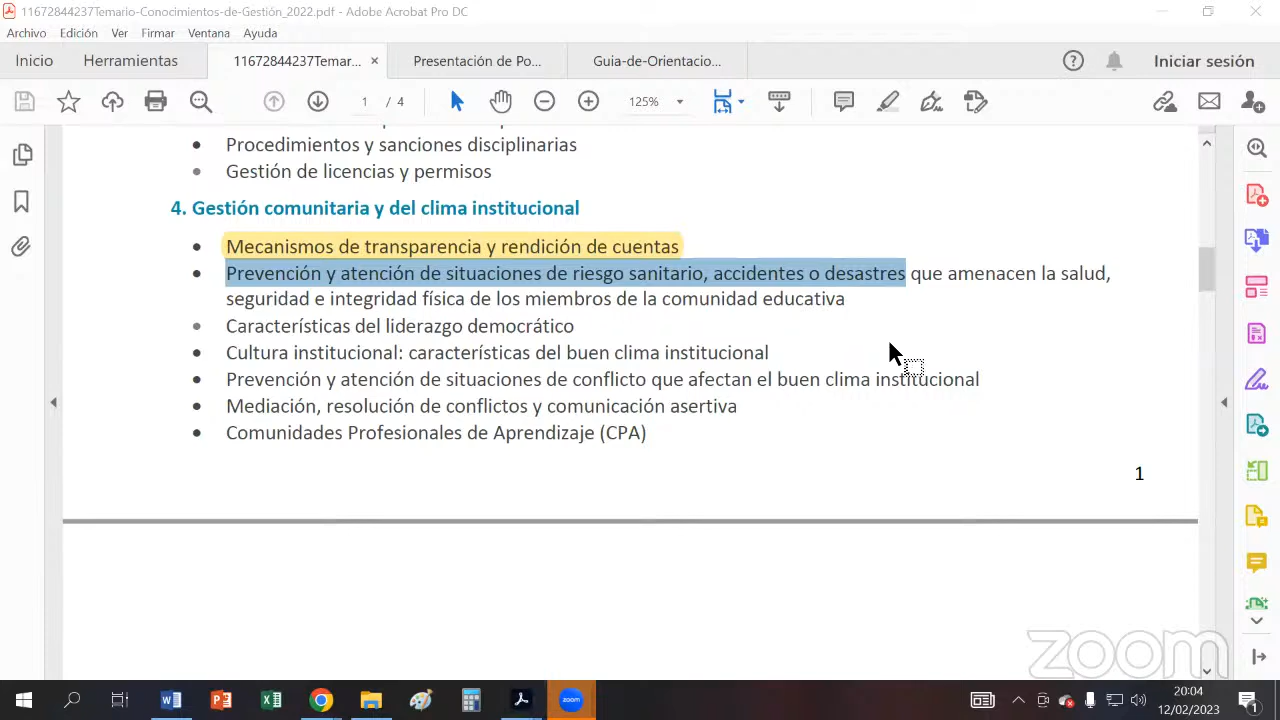 11672844237Temario-Conocimientos-de-Gestión_2022.pdf - Adobe Acrobat Pro DC
Archivo Edición Ver Firmar Ventana Ayuda
Inicio Herramientas 11672844237Temar... × Presentación de Po... Guia-de-Orientacio... Iniciar sesión
1 / 4 125%
• Procedimientos y sanciones disciplinarias
• Gestión de licencias y permisos
4. Gestión comunitaria y del clima institucional
• Mecanismos de transparencia y rendición de cuentas
• Prevención y atención de situaciones de riesgo sanitario, accidentes o desastres que amenacen la salud,
seguridad e integridad física de los miembros de la comunidad educativa
• Características del liderazgo democrático
• Cultura institucional: características del buen clima institucional
• Prevención y atención de situaciones de conflicto que afectan el buen clima institucional
• Mediación, resolución de conflictos y comunicación asertiva
• Comunidades Profesionales de Aprendizaje (CPA)
1
zoom
zoom
20:04
12/02/2023
1